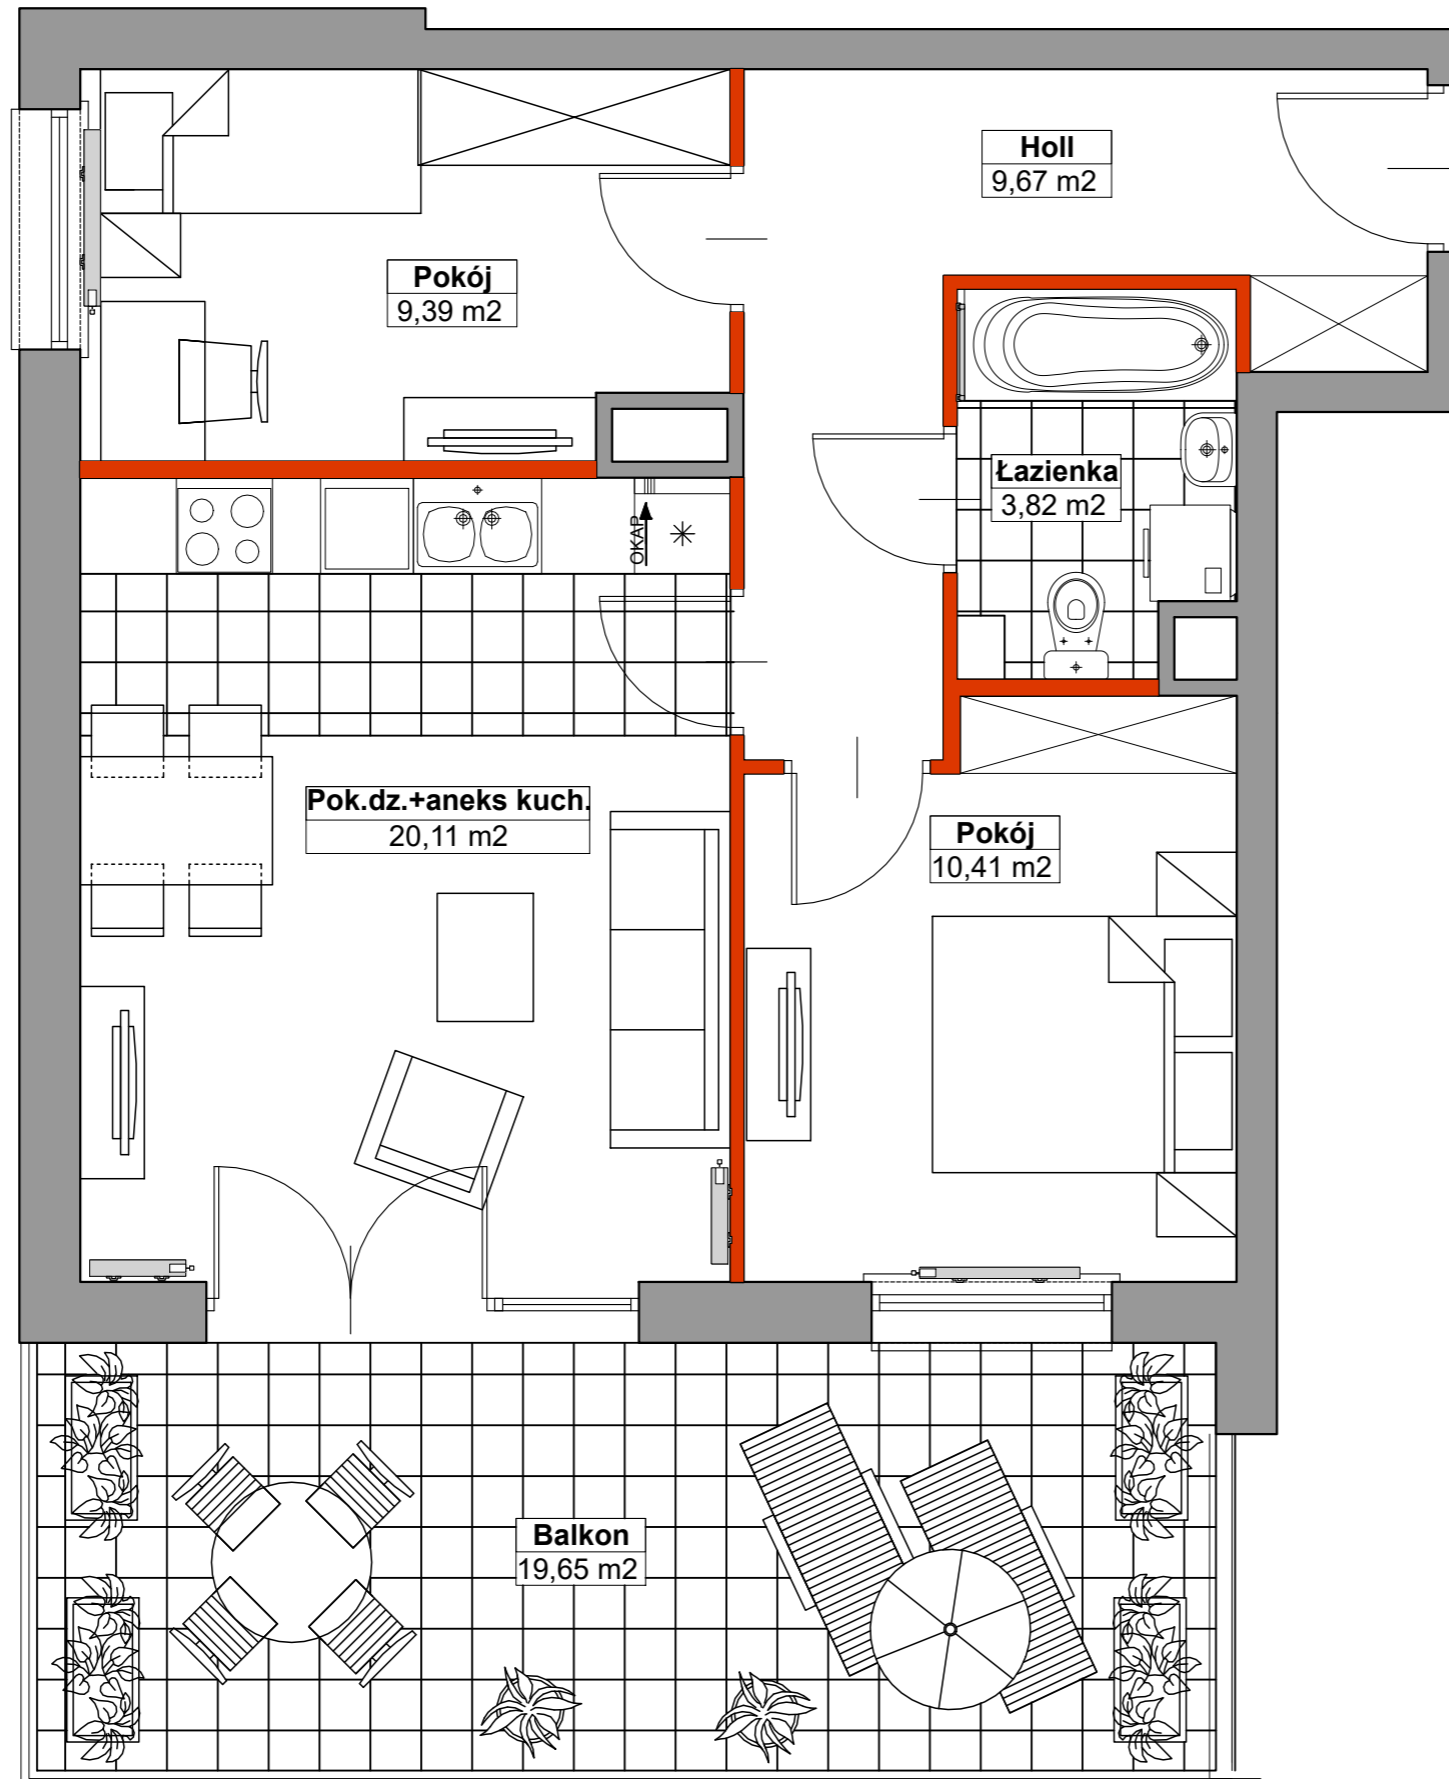 Holl
9,67 m2
Pokój
9,39 m2
Łazienka
3,82 m2
OKAP
Pok.dz.+aneks kuch.
20,11 m2
Pokój
10,41 m2
Balkon
19,65 m2